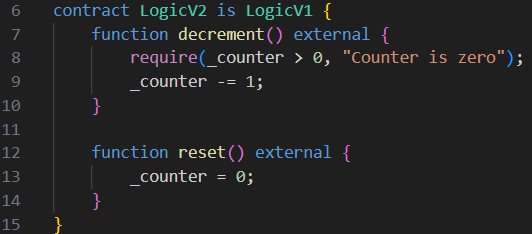 6 contract LogicV2 is LogicV1 {
7 function decrement() external {
8 require(_counter > 0, "Counter is zero");
9 _counter -= 1;
10 }
11
12 function reset() external {
13 _counter = 0;
14 }
15 }